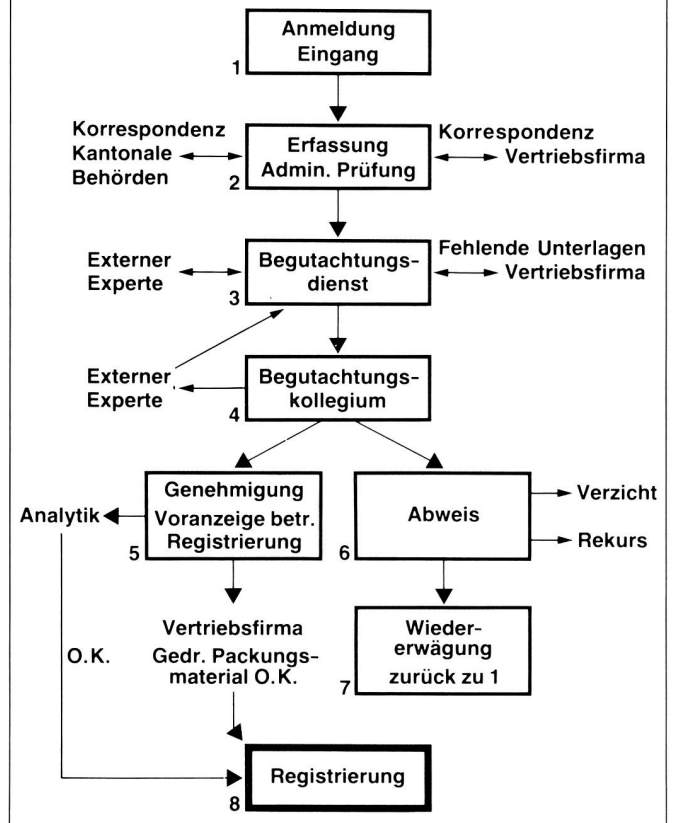 Anmeldung
Eingang
1
Korrespondenz
Kantonale
Behörden
Erfassung
Admin. Prüfung
2
Korrespondenz
Vertriebsfirma
Externer
Experte
Begutachtungs-
dienst
3
Fehlende Unterlagen
Vertriebsfirma
Externer
Experte
Begutachtungs-
kollegium
4
Analytik
Genehmigung
Voranzeige betr.
Registrierung
5
Abweis
6
Verzicht
Rekurs
O.K.
Vertriebsfirma
Gedr. Packungs-
material O.K.
Wieder-
erwägung
zurück zu 1
7
Registrierung
8